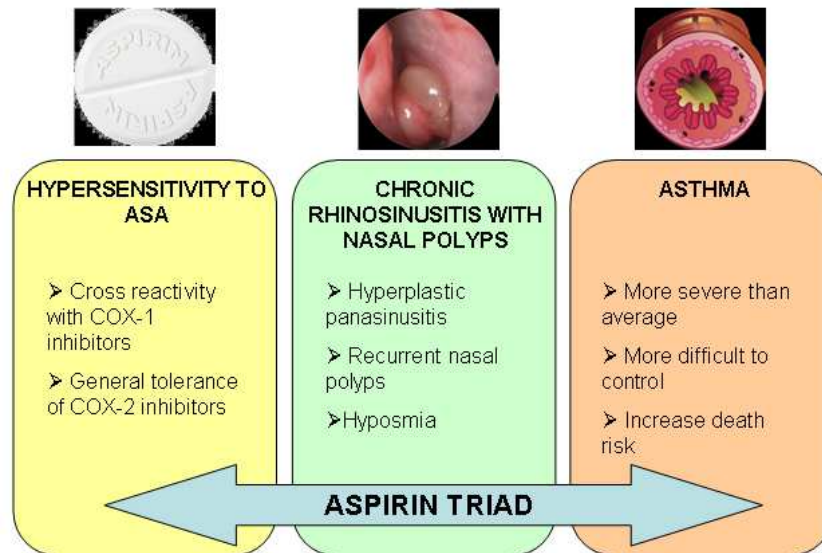 ASPIRIN
ASPIRIN
HYPERSENSITIVITY TO
ASA
➢ Cross reactivity
with COX-1
inhibitors
➢ General tolerance
of COX-2 inhibitors
CHRONIC
RHINOSINUSITIS WITH
NASAL POLYPS
➢ Hyperplastic
panasinusitis
➢ Recurrent nasal
polyps
➢Hyposmia
ASTHMA
➢ More severe than
average
➢ More difficult to
control
➢ Increase death
risk
ASPIRIN TRIAD